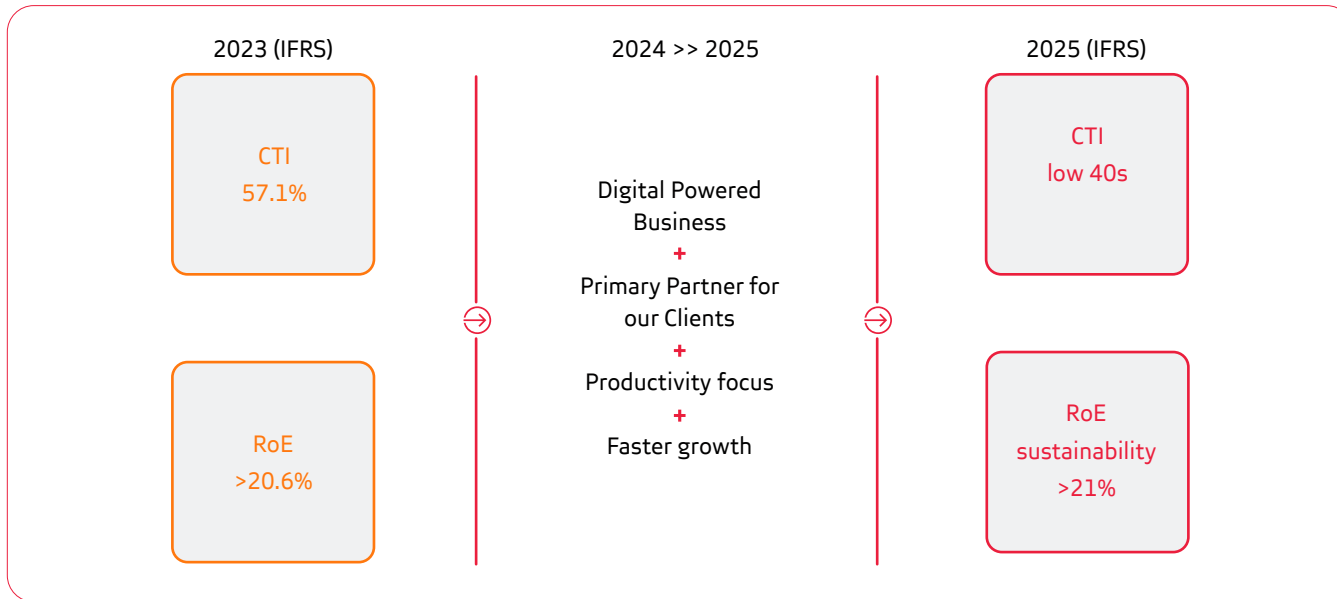 2023 (IFRS)
CTI
57.1%
RoE
>20.6%
2024 >> 2025
Digital Powered
Business
+
Primary Partner for
our Clients
+
Productivity focus
+
Faster growth
2025 (IFRS)
CTI
low 40s
RoE
sustainability
>21%